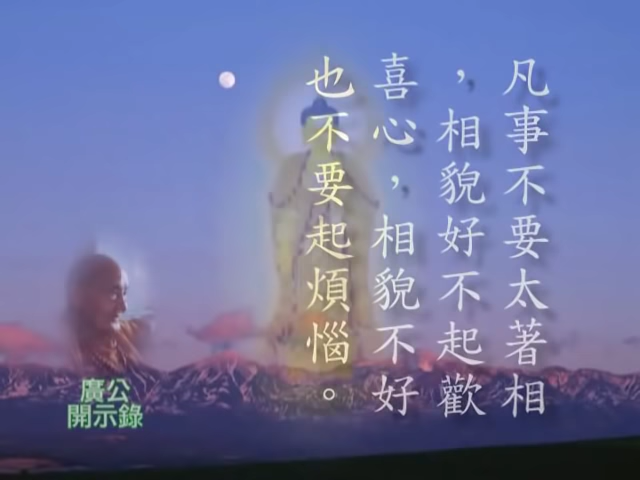 凡事不要太著相
，相貌好不起歡
喜心，相貌不好
也不要起煩惱。
廣公
開示錄